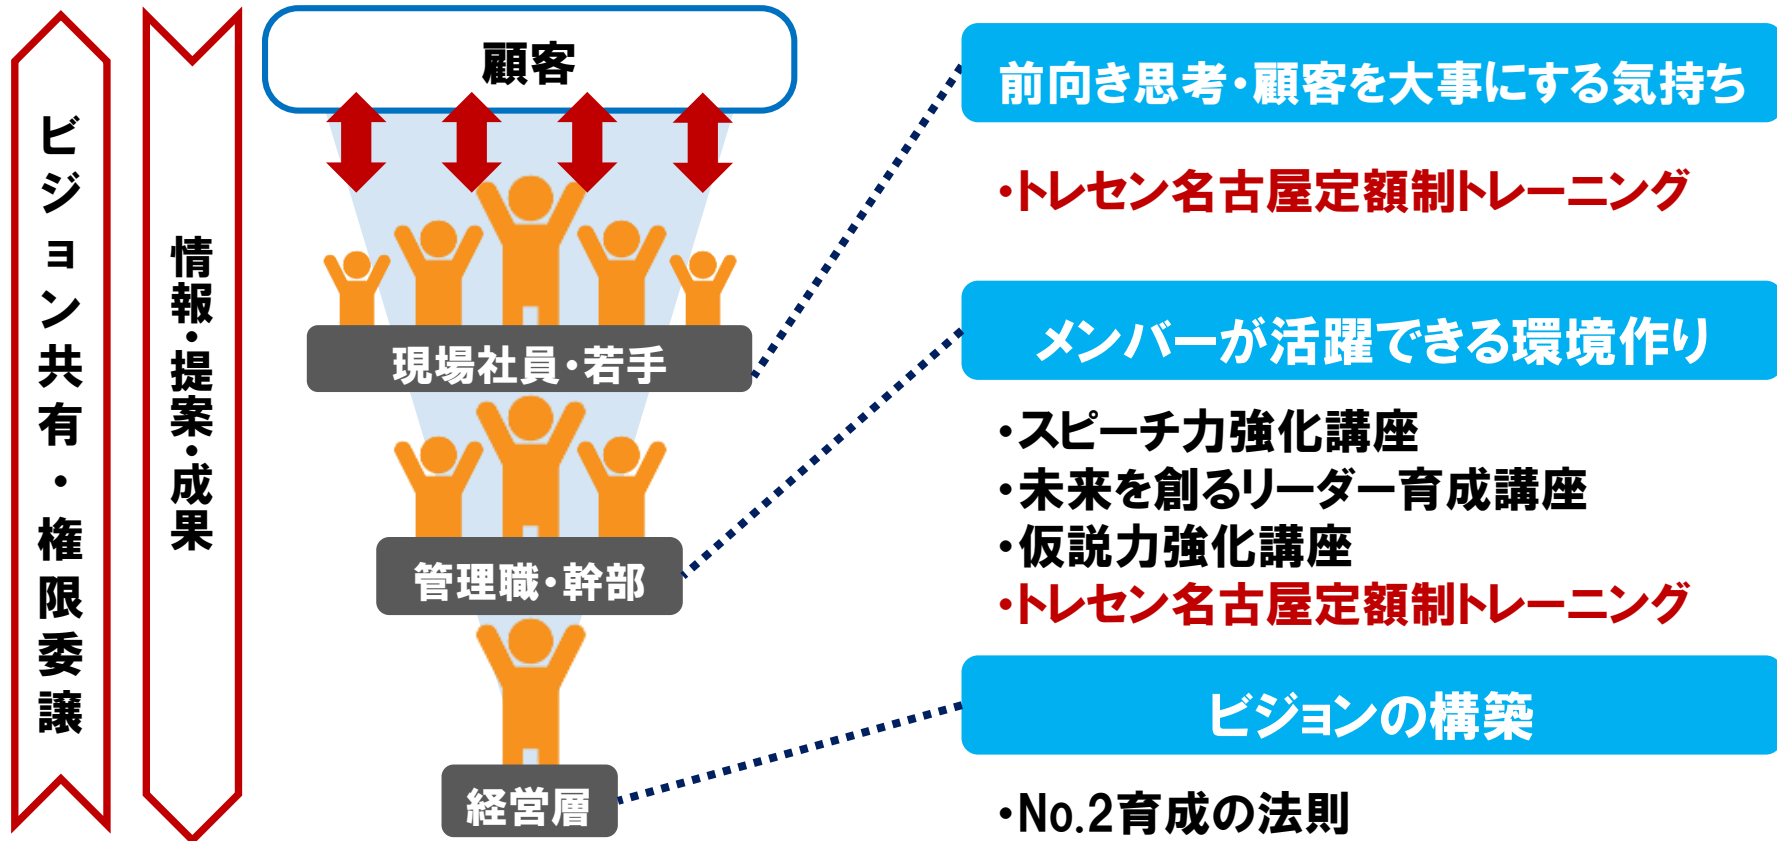 ビジョン共有・権限委譲
情報・提案・成果
顧客
現場社員・若手
管理職・幹部
経営層
前向き思考・顧客を大事にする気持ち
・トレセン名古屋定額制トレーニング
メンバーが活躍できる環境作り
・スピーチ力強化講座
・未来を創るリーダー育成講座
・仮説力強化講座
・トレセン名古屋定額制トレーニング
ビジョンの構築
・No.2育成の法則